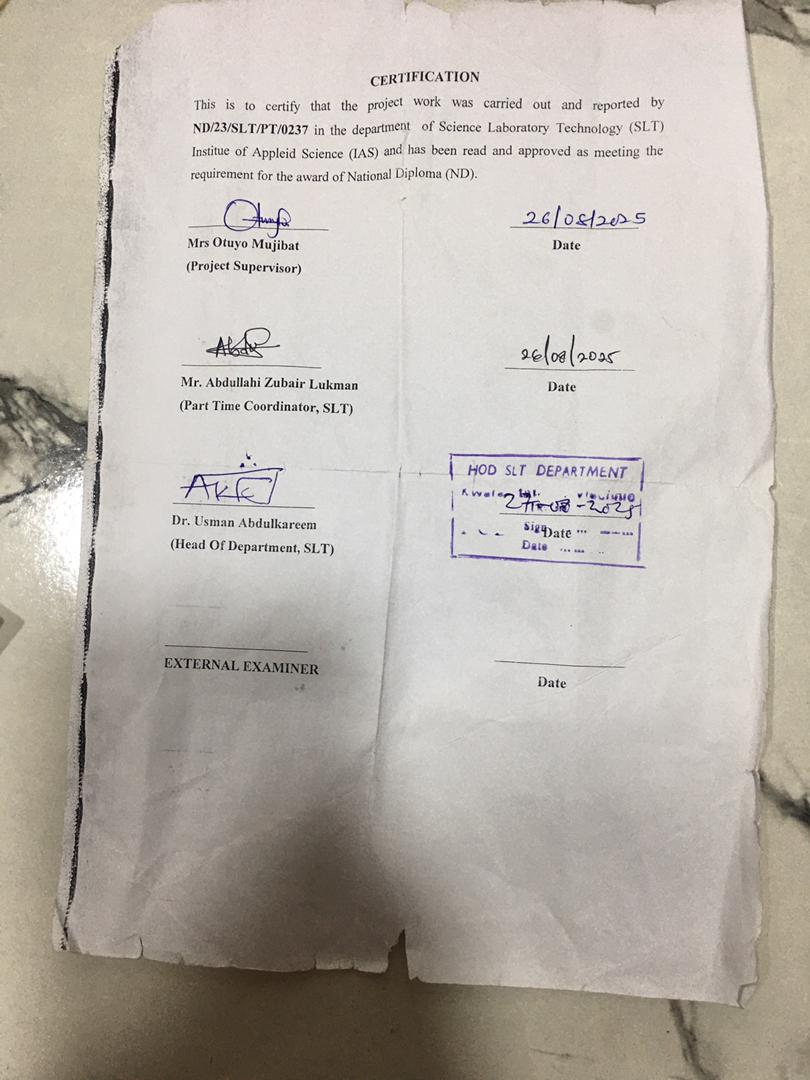 CERTIFICATION
This is to certify that the project work was carried out and reported by
ND/23/SLT/PT/0237 in the department of Science Laboratory Technology (SLT)
Institue of Appleid Science (IAS) and has been read and approved as meeting the
requirement for the award of National Diploma (ND).
26/08/2025
Mrs Otuyo Mujibat
Date
(Project Supervisor)
26/08/2025
Mr. Abdullahi Zubair Lukman
Date
(Part Time Coordinator, SLT)
HOD SLT DEPARTMENT
Dr. Usman Abdulkareem
Sign Date
(Head Of Department, SLT)
Date
EXTERNAL EXAMINER
Date